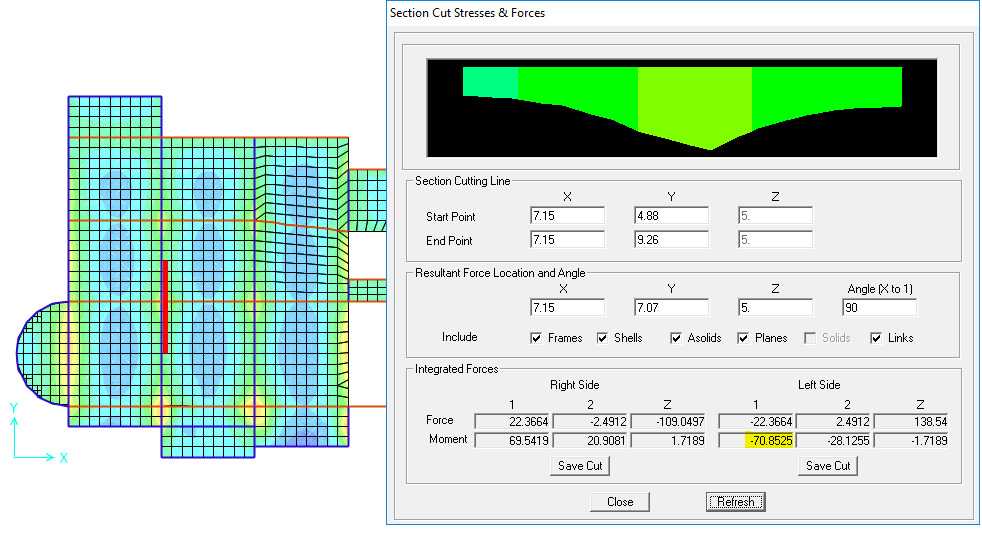 Section Cut Stresses & Forces
Section Cutting Line
X Y Z
Start Point 7.15 4.88 5.
End Point 7.15 9.26 5.
Resultant Force Location and Angle
X Y Z Angle (X to 1)
7.15 7.07 5. 90
Include Frames Shells Asolids Planes Solids Links
Integrated Forces
Right Side Left Side
1 2 Z 1 2 Z
Force 22.3664 -2.4912 -109.0497 -22.3664 2.4912 138.54
Moment 69.5419 20.9081 1.7189 -70.8525 -28.1255 -1.7189
Save Cut Save Cut
Close Refresh
Y
X